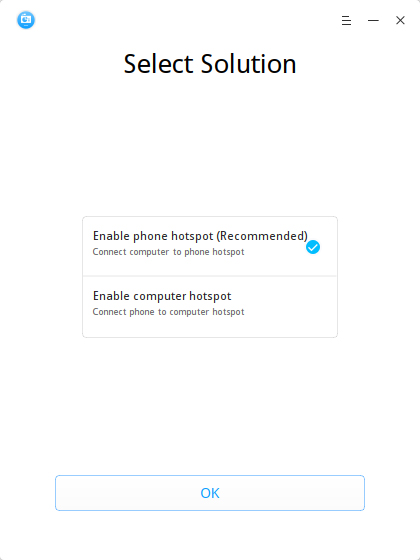 Select Solution
Enable phone hotspot (Recommended)
Connect computer to phone hotspot
Enable computer hotspot
Connect phone to computer hotspot
OK